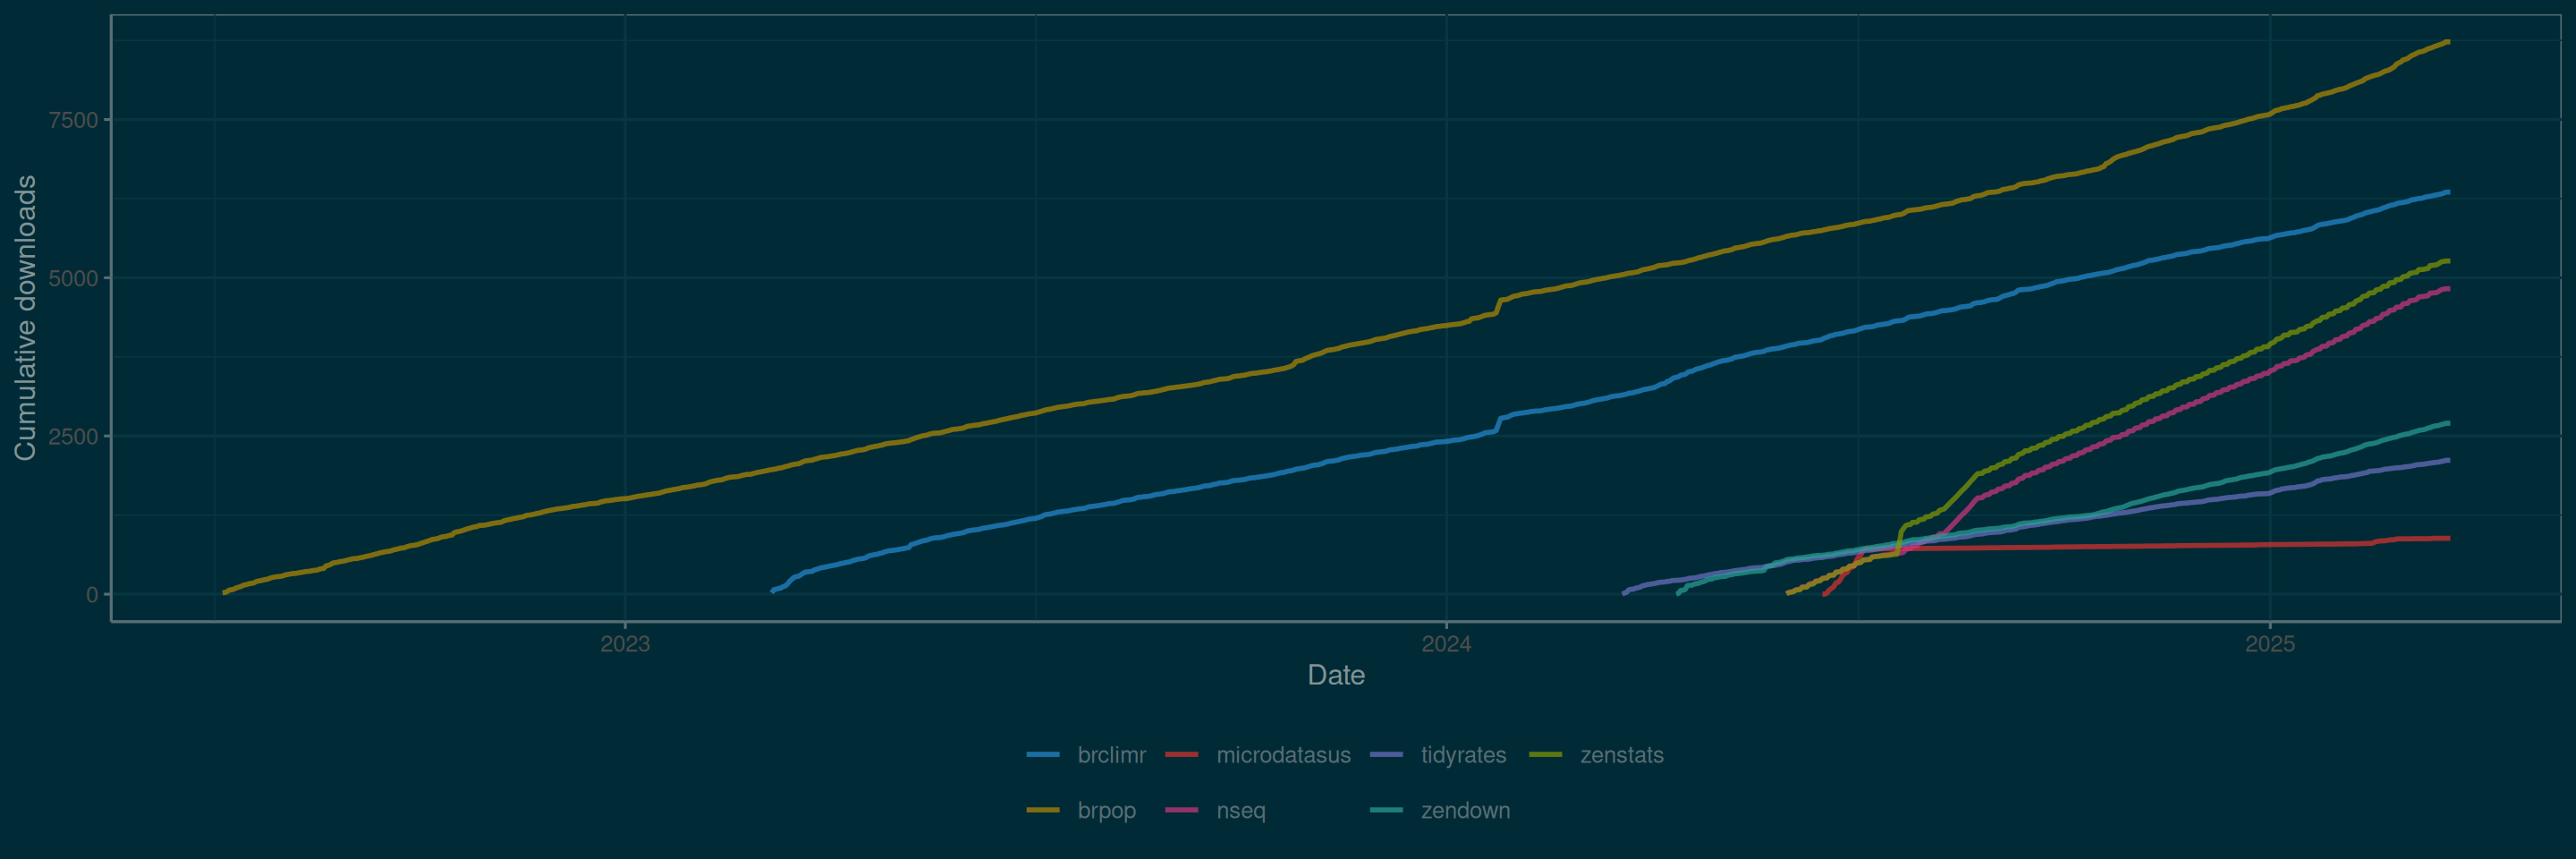 Cumulative downloads
7500
5000
2500
0
2023 2024 2025
Date
brclimr microdatasus tidyrates zenstats
brpop nseq zendown